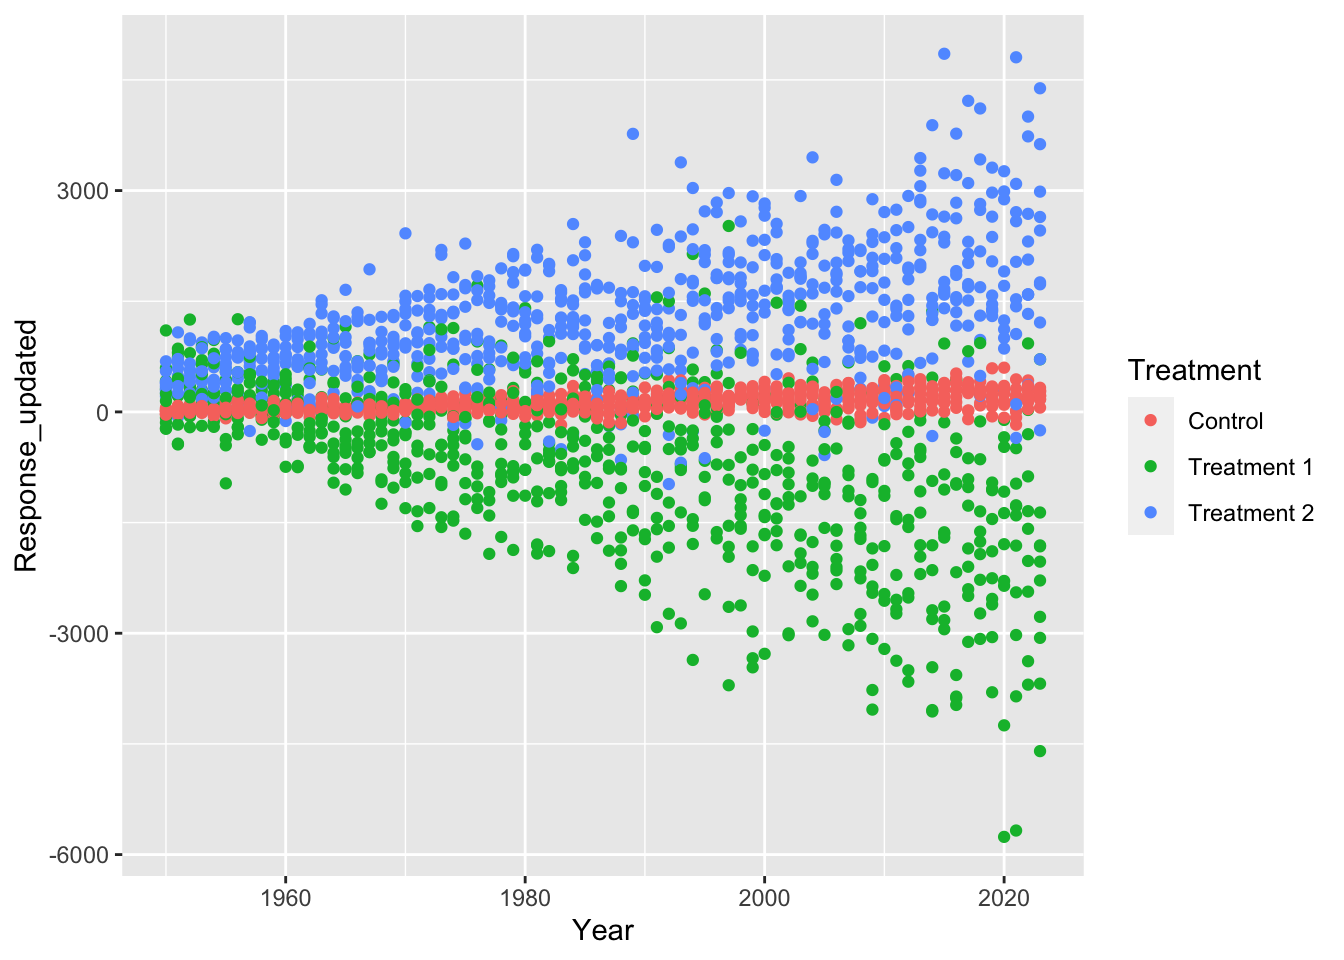 Response_updated
3000
0
-3000
-6000
1960 1980 2000 2020
Year
Treatment
Control
Treatment 1
Treatment 2